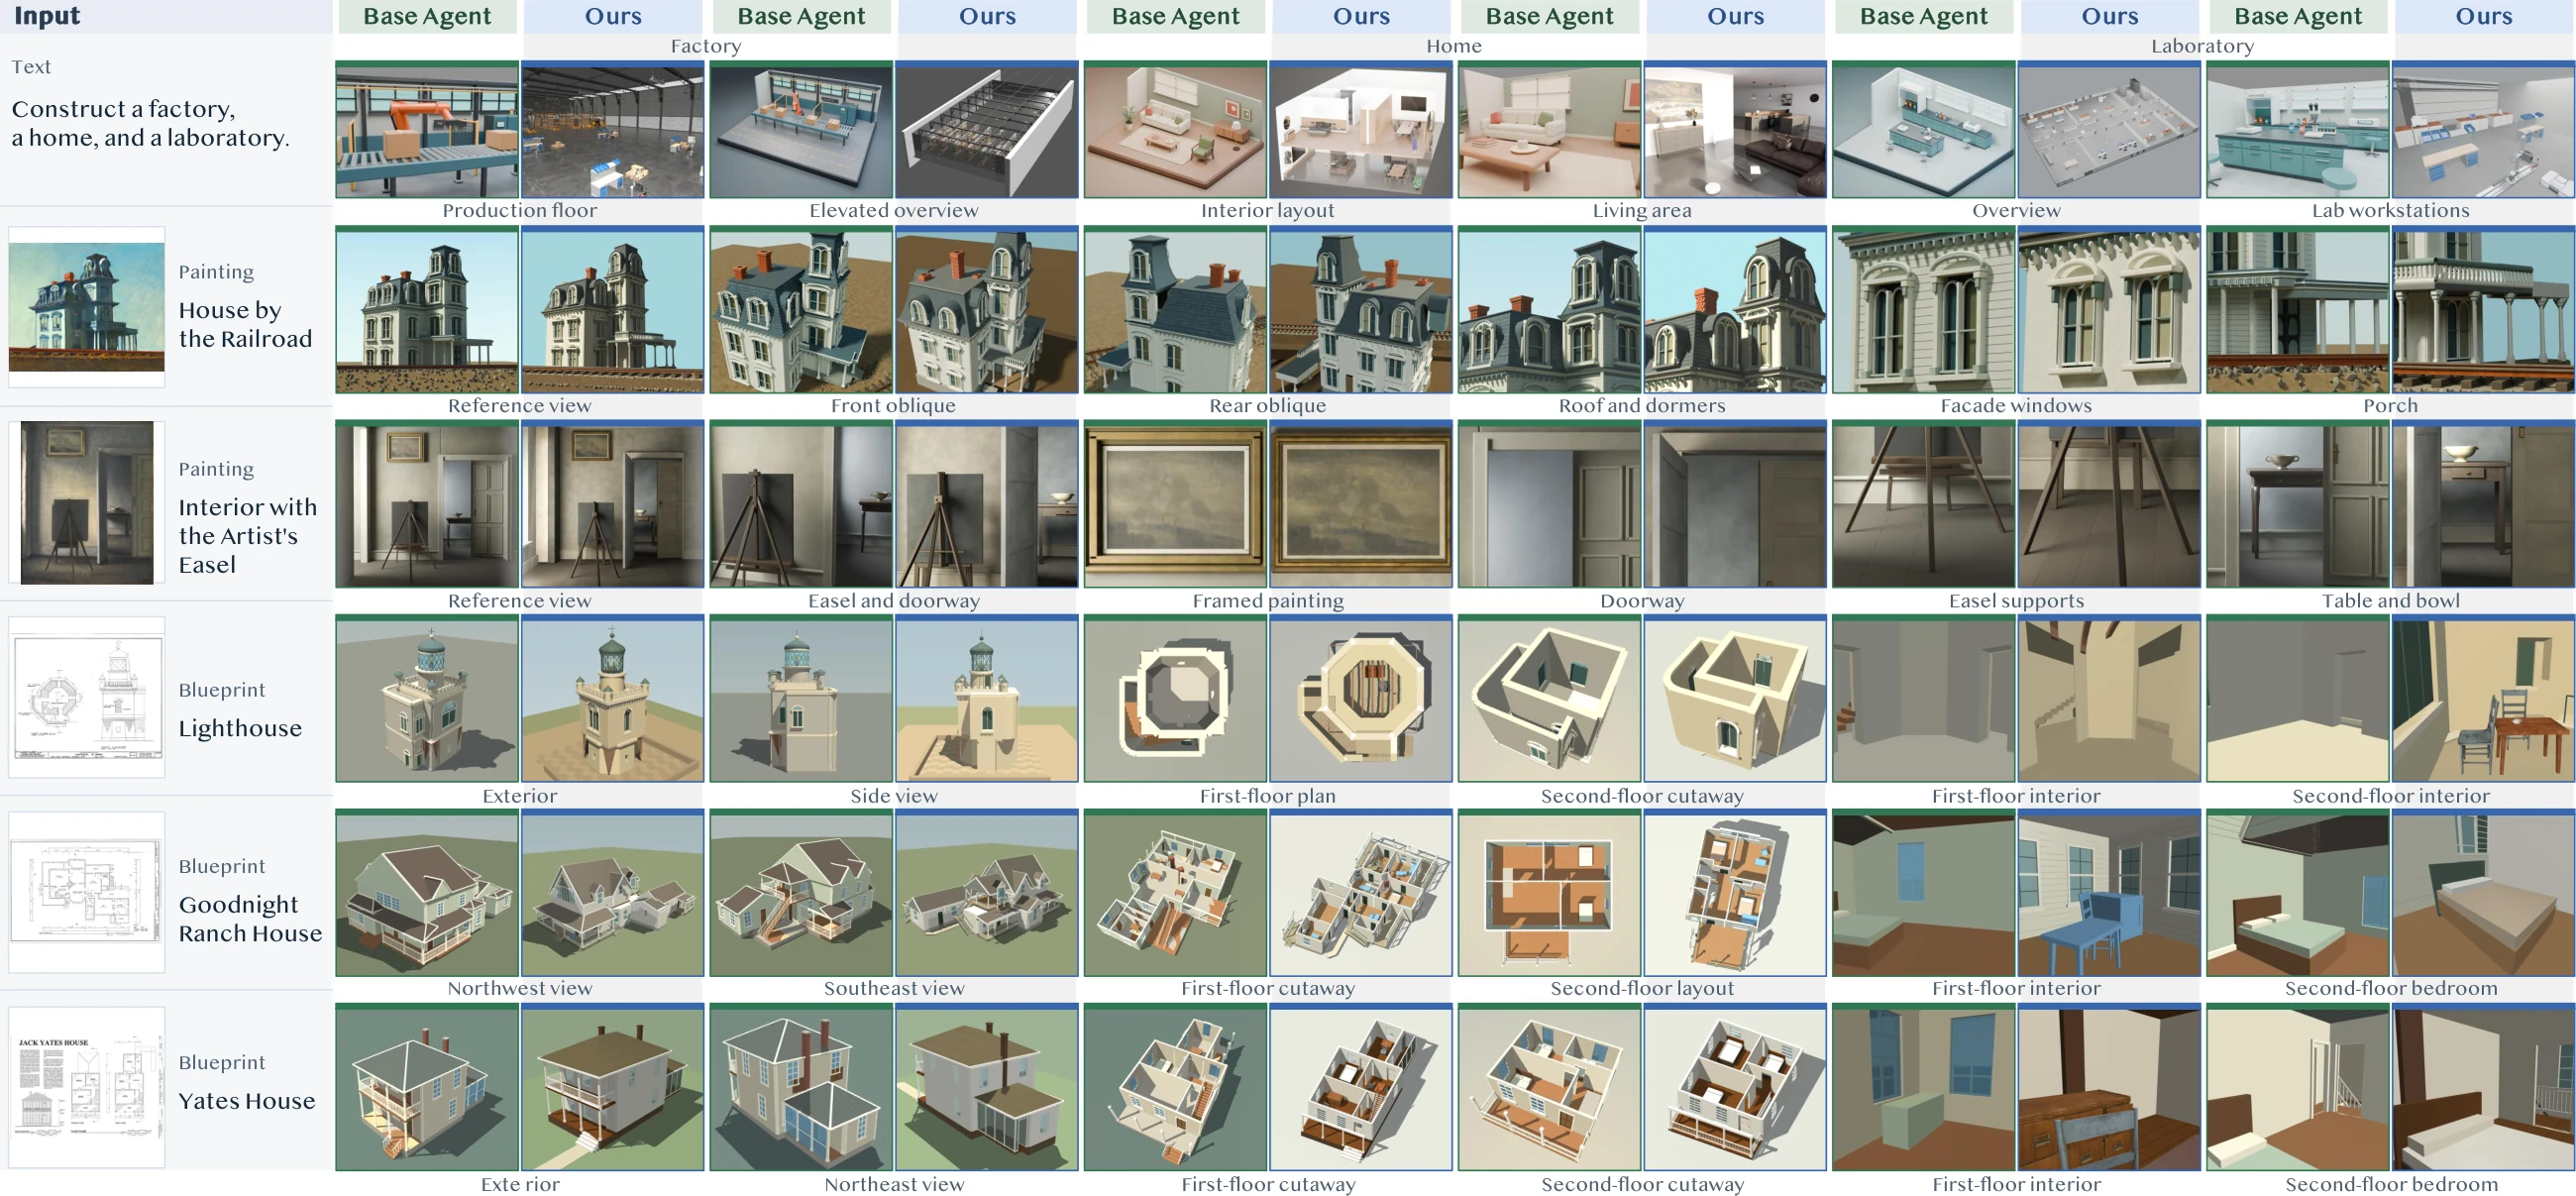 Input Base Agent Ours Base Agent Ours Base Agent Ours Base Agent Ours Base Agent Ours Base Agent Ours
Factory Home Laboratory
Text
Construct a factory,
a home, and a laboratory.
Production floor Elevated overview Interior layout Living area Overview Lab workstations
Painting
House by
the Railroad
Reference view Front oblique Rear oblique Roof and dormers Facade windows Porch
Painting
Interior with
the Artist's
Easel
Reference view Easel and doorway Framed painting Doorway Easel supports Table and bowl
Blueprint
Lighthouse
Exterior Side view First-floor plan Second-floor cutaway First-floor interior Second-floor interior
Blueprint
Goodnight
Ranch House
Northwest view Southeast view First-floor cutaway Second-floor layout First-floor interior Second-floor bedroom
JACK YATES HOUSE
Blueprint
Yates House
Exte rior Northeast view First-floor cutaway Second-floor cutaway First-floor interior Second-floor bedroom